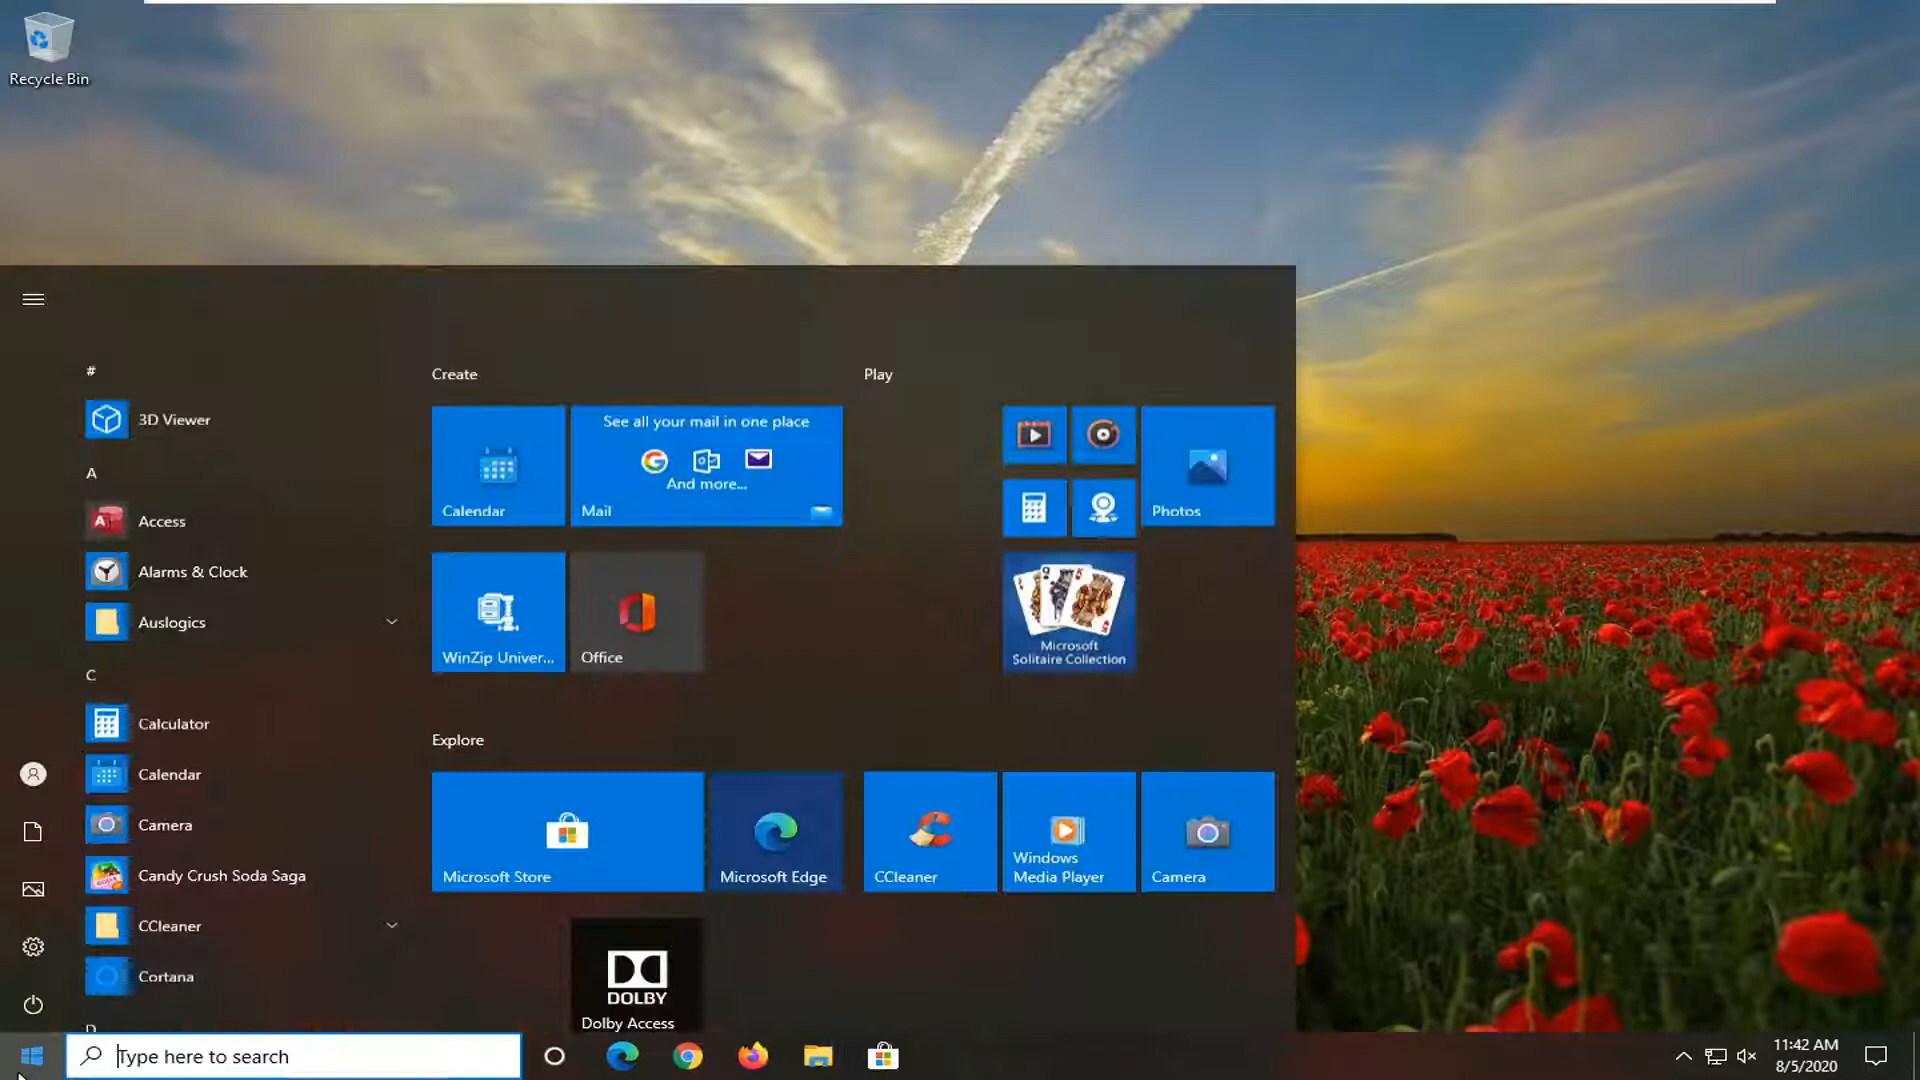 Recycle Bin
#
3D Viewer
A
Access
Alarms & Clock
Auslogics
C
Calculator
Calendar
Camera
Candy Crush Soda Saga
CCleaner
Cortana
D
Create
Calendar
See all your mail in one place
And more...
Mail
WinZip Univer...
Office
Play
Photos
Microsoft
Solitaire Collection
Explore
Microsoft Store
Microsoft Edge
CCleaner
Windows
Media Player
Camera
DOLBY
Dolby Access
Type here to search
11:42 AM
8/5/2020